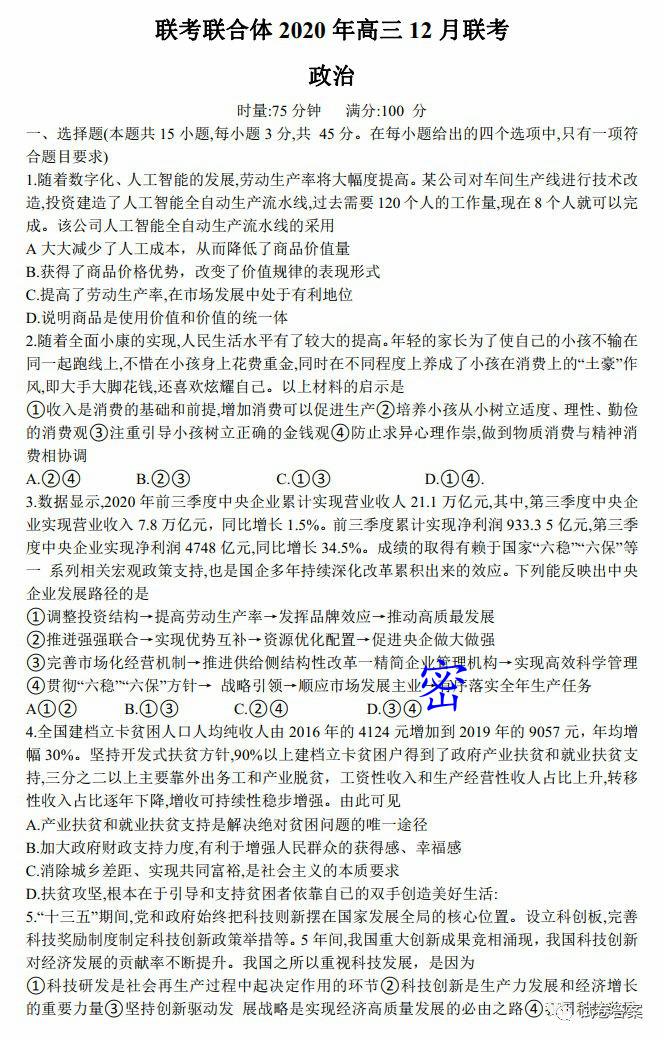 联考联合体 2020 年高三 12 月联考
政治
时量:75 分钟 满分:100 分
一、选择题(本题共 15 小题,每小题 3 分,共 45 分。在每小题给出的四个选项中,只有一项符
合题目要求)
1.随着数字化、人工智能的发展,劳动生产率将大幅度提高。某公司对车间生产线进行技术改
造,投资建造了人工智能全自动生产流水线,过去需要 120 个人的工作量,现在 8 个人就可以完
成。该公司人工智能全自动生产流水线的采用
A 大大减少了人工成本，从而降低了商品价值量
B.获得了商品价格优势，改变了价值规律的表现形式
C.提高了劳动生产率,在市场发展中处于有利地位
D.说明商品是使用价值和价值的统一体
2.随着全面小康的实现,人民生活水平有了较大的提高。年轻的家长为了使自己的小孩不输在
同一起跑线上,不惜在小孩身上花费重金,同时在不同程度上养成了小孩在消费上的“土豪”作
风,即大手大脚花钱,还喜欢炫耀自己。以上材料的启示是
①收入是消费的基础和前提,增加消费可以促进生产②培养小孩从小树立适度、理性、勤俭
的消费观③注重引导小孩树立正确的金钱观④防止求异心理作祟,做到物质消费与精神消
费相协调
A.②④ B.②③ C.①③ D.①④.
3.数据显示,2020 年前三季度中央企业累计实现营业收人 21.1 万亿元,其中,第三季度中央企
业实现营业收入 7.8 万亿元，同比增长 1.5%。前三季度累计实现净利润 933.3 5 亿元,第三季
度中央企业实现净利润 4748 亿元,同比增长 34.5%。成绩的取得有赖于国家“六稳”“六保”等
一 系列相关宏观政策支持,也是国企多年持续深化改革累积出来的效应。下列能反映出中央
企业发展路径的是
①调整投资结构→提高劳动生产率→发挥品牌效应→推动高质最发展
②推进强强联合→实现优势互补→资源优化配置→促进央企做大做强
③完善市场化经营机制→推进供给侧结构性改革一精简企业管理机构→实现高效科学管理
④贯彻“六稳”“六保”方针→ 战略引领→顺应市场发展主业→有序落实全年生产任务
A①② B.①③ C.②④ D.③④
密
4.全国建档立卡贫困人口人均纯收人由 2016 年的 4124 元增加到 2019 年的 9057 元，年均增
幅 30%。坚持开发式扶贫方针,90%以上建档立卡贫困户得到了政府产业扶贫和就业扶贫支
持,三分之二以上主要靠外出务工和产业脱贫，工资性收入和生产经营性收人占比上升,转移
性收入占比逐年下降,增收可持续性稳步增强。由此可见
A.产业扶贫和就业扶贫支持是解决绝对贫困问题的唯一途径
B.加大政府财政支持力度,有利于增强人民群众的获得感、幸福感
C.消除城乡差距、实现共同富裕,是社会主义的本质要求
D.扶贫攻坚,根本在于引导和支持贫困者依靠自已的双手创造美好生活:
5.“十三五”期间,党和政府始终把科技则新摆在国家发展全局的核心位置。设立科创板,完善
科技奖励制度制定科技创新政策举措等。5 年间,我国重大创新成果竞相涌现，我国科技创新
对经济发展的贡献率不断提升。我国之所以重视科技发展，是因为
①科技研发是社会再生产过程中起决定作用的环节②科技创新是生产力发展和经济增长
的重要力量③坚持创新驱动发 展战略是实现经济高质量发展的必由之路④
试卷答案